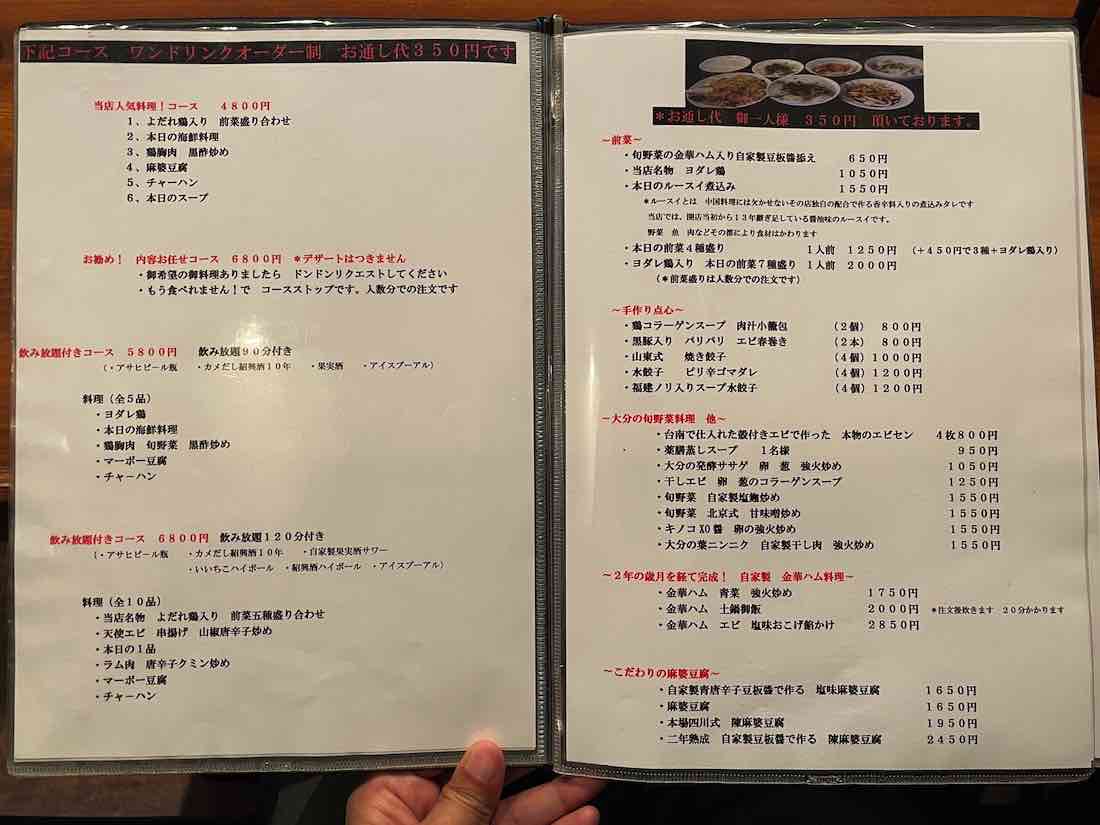 下記コース　ワンドリンクオーダー制　お通し代３５０円です
当店人気料理！コース　４８００円
１、よだれ鶏入り　前菜盛り合わせ
２、本日の海鮮料理
３、鶏胸肉　黒酢炒め
４、麻婆豆腐
５、チャーハン
６、本日のスープ
お勧め！　内容お任せコース　６８００円　＊デザートはつきません
・御希望の御料理ありましたら　ドンドンリクエストしてください
・もう食べれません！で　コースストップです。人数分での注文です
飲み放題付きコース　５８００円　飲み放題９０分付き
（・アサヒビール瓶　・カメだし紹興酒１０年　・果実酒　・アイスプーアル）
料理（全５品）
・ヨダレ鶏
・本日の海鮮料理
・鶏胸肉　旬野菜　黒酢炒め
・マーボー豆腐
・チャーハン
飲み放題付きコース　６８００円　飲み放題１２０分付き
（・アサヒビール瓶　・カメだし紹興酒１０年　・自家製果実酒サワー
・いいちこハイボール　・紹興酒ハイボール　・アイスプーアル）
料理（全１０品）
・当店名物　よだれ鶏入り　前菜五種盛り合わせ
・天使エビ　串揚げ　山椒唐辛子炒め
・本日の１品
・ラム肉　唐辛子クミン炒め
・マーボー豆腐
・チャーハン
＊お通し代　御一人様　３５０円　頂いております。
～前菜～
・旬野菜の金華ハム入り自家製豆板醬添え　６５０円
・当店名物　ヨダレ鶏　１０５０円
・本日のルースイ煮込み　１５５０円
＊ルースイとは　中国料理には欠かせないその店独自の配合で作る香辛料入りの煮込みタレです
当店では、開店当初から１３年継ぎ足している醬油味のルースイです。
野菜　魚　肉などその都により食材はかわります
・本日の前菜４種盛り　１人前　１２５０円　（＋４５０円で３種＋ヨダレ鶏入り）
・ヨダレ鶏入り　本日の前菜７種盛り　１人前　２０００円
（＊前菜盛りは人数分での注文です）
～手作り点心～
・鶏コラーゲンスープ　肉汁小籠包　（２個）　８００円
・黒豚入り　パリパリ　エビ春巻き　（２本）　８００円
・山東式　焼き餃子　（４個）１０００円
・水餃子　ピリ辛ゴマダレ　（４個）１２００円
・福建ノリ入りスープ水餃子　（４個）１２００円
～大分の旬野菜料理　他～
・台南で仕入れた殻付きエビで作った　本物のエビセン　４枚８００円
・薬膳蒸しスープ　１名様　９５０円
・大分の発酵ササゲ　卵　葱　強火炒め　１０５０円
・干しエビ　卵　葱のコラーゲンスープ　１２５０円
・旬野菜　自家製塩麹炒め　１５５０円
・旬野菜　北京式　甘味噌炒め　１５５０円
・キノコXO醬　卵の強火炒め　１５５０円
・大分の葉ニンニク　自家製干し肉　強火炒め　１５５０円
～２年の歳月を経て完成！　自家製　金華ハム料理～
・金華ハム　青菜　強火炒め　１７５０円
・金華ハム　土鍋御飯　２０００円　＊注文後炊きます　２０分かかります
・金華ハム　エビ　塩味おこげ餡かけ　２８５０円
～こだわりの麻婆豆腐～
・自家製青唐辛子豆板醬で作る　塩味麻婆豆腐　１６５０円
・麻婆豆腐　１６５０円
・本場四川式　陳麻婆豆腐　１９５０円
・二年熟成　自家製豆板醬で作る　陳麻婆豆腐　２４５０円